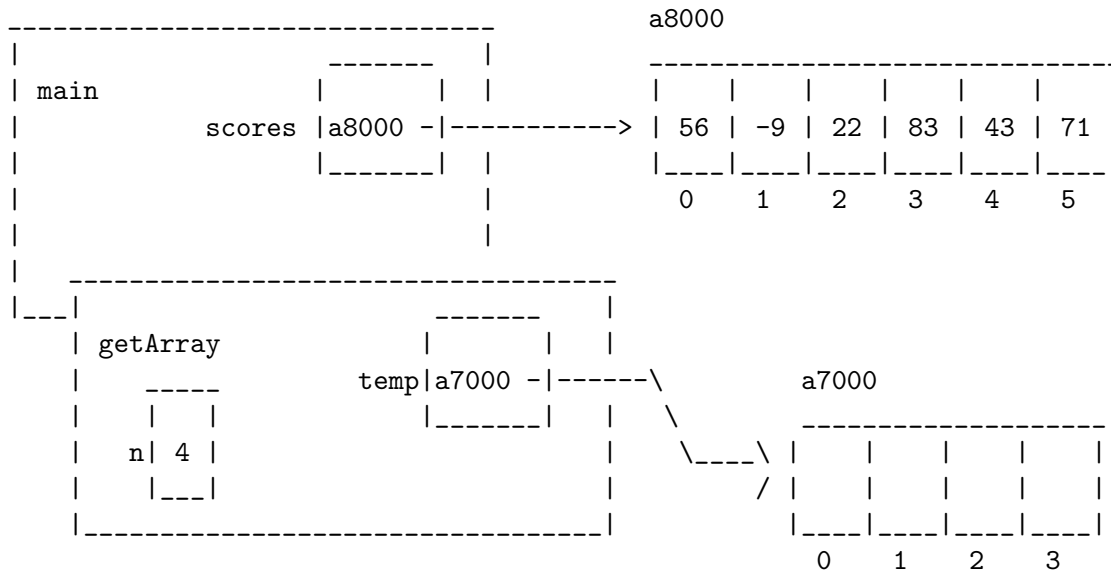 a8000
main
scores a8000 56 -9 22 83 43 71
0 1 2 3 4 5
getArray
temp a7000 a7000
n 4
0 1 2 3